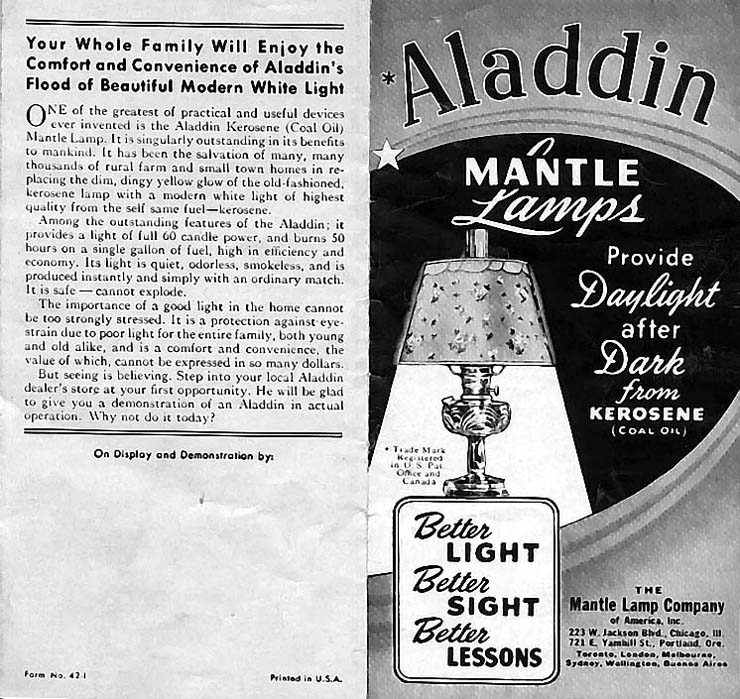 Your Whole Family Will Enjoy the
Comfort and Convenience of Aladdin's
Flood of Beautiful Modern White Light
ONE of the greatest of practical and useful devices
ever invented is the Aladdin Kerosene (Coal Oil)
Mantle Lamp. It is singularly outstanding in its benefits
to mankind. It has been the salvation of many, many
thousands of rural farm and small town homes in re-
placing the dim, dingy yellow glow of the old-fashioned,
kerosene lamp with a modern white light of highest
quality from the self same fuel—kerosene.
Among the outstanding features of the Aladdin; it
provides a light of full 60 candle power, and burns 50
hours on a single gallon of fuel, high in efficiency and
economy. Its light is quiet, odorless, smokeless, and is
produced instantly and simply with an ordinary match.
It is safe — cannot explode.
The importance of a good light in the home cannot
be too strongly stressed. It is a protection against eye-
strain due to poor light for the entire family, both young
and old alike, and is a comfort and convenience, the
value of which, cannot be expressed in so many dollars.
But seeing is believing. Step into your local Aladdin
dealer's store at your first opportunity. He will be glad
to give you a demonstration of an Aladdin in actual
operation. Why not do it today?
On Display and Demonstration by:
Form No. 42-1
Printed in U.S.A.
*Aladdin
MANTLE
Lamps
Provide
Daylight
after
Dark
from
KEROSENE
(COAL OIL)
* Trade Mark
Registered
in U.S. Pat.
Office and
Canada
Better
LIGHT
Better
SIGHT
Better
LESSONS
THE
Mantle Lamp Company
of America, Inc.
223 W. Jackson Blvd., Chicago, Ill.
721 E. Yamhill St., Portland, Ore.
Toronto, London, Melbourne,
Sydney, Wellington, Buenos Aires